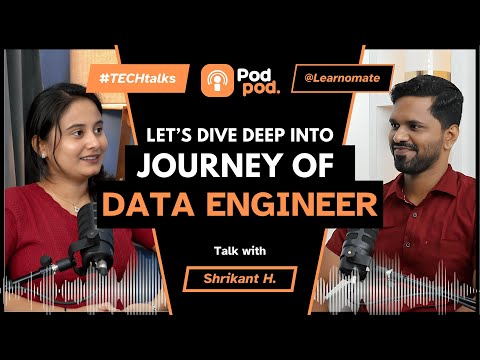 #TECHtalks
Pod
pod.
@Learnomate
LET'S DIVE DEEP INTO
JOURNEY OF
DATA ENGINEER
Talk with
Shrikant H.